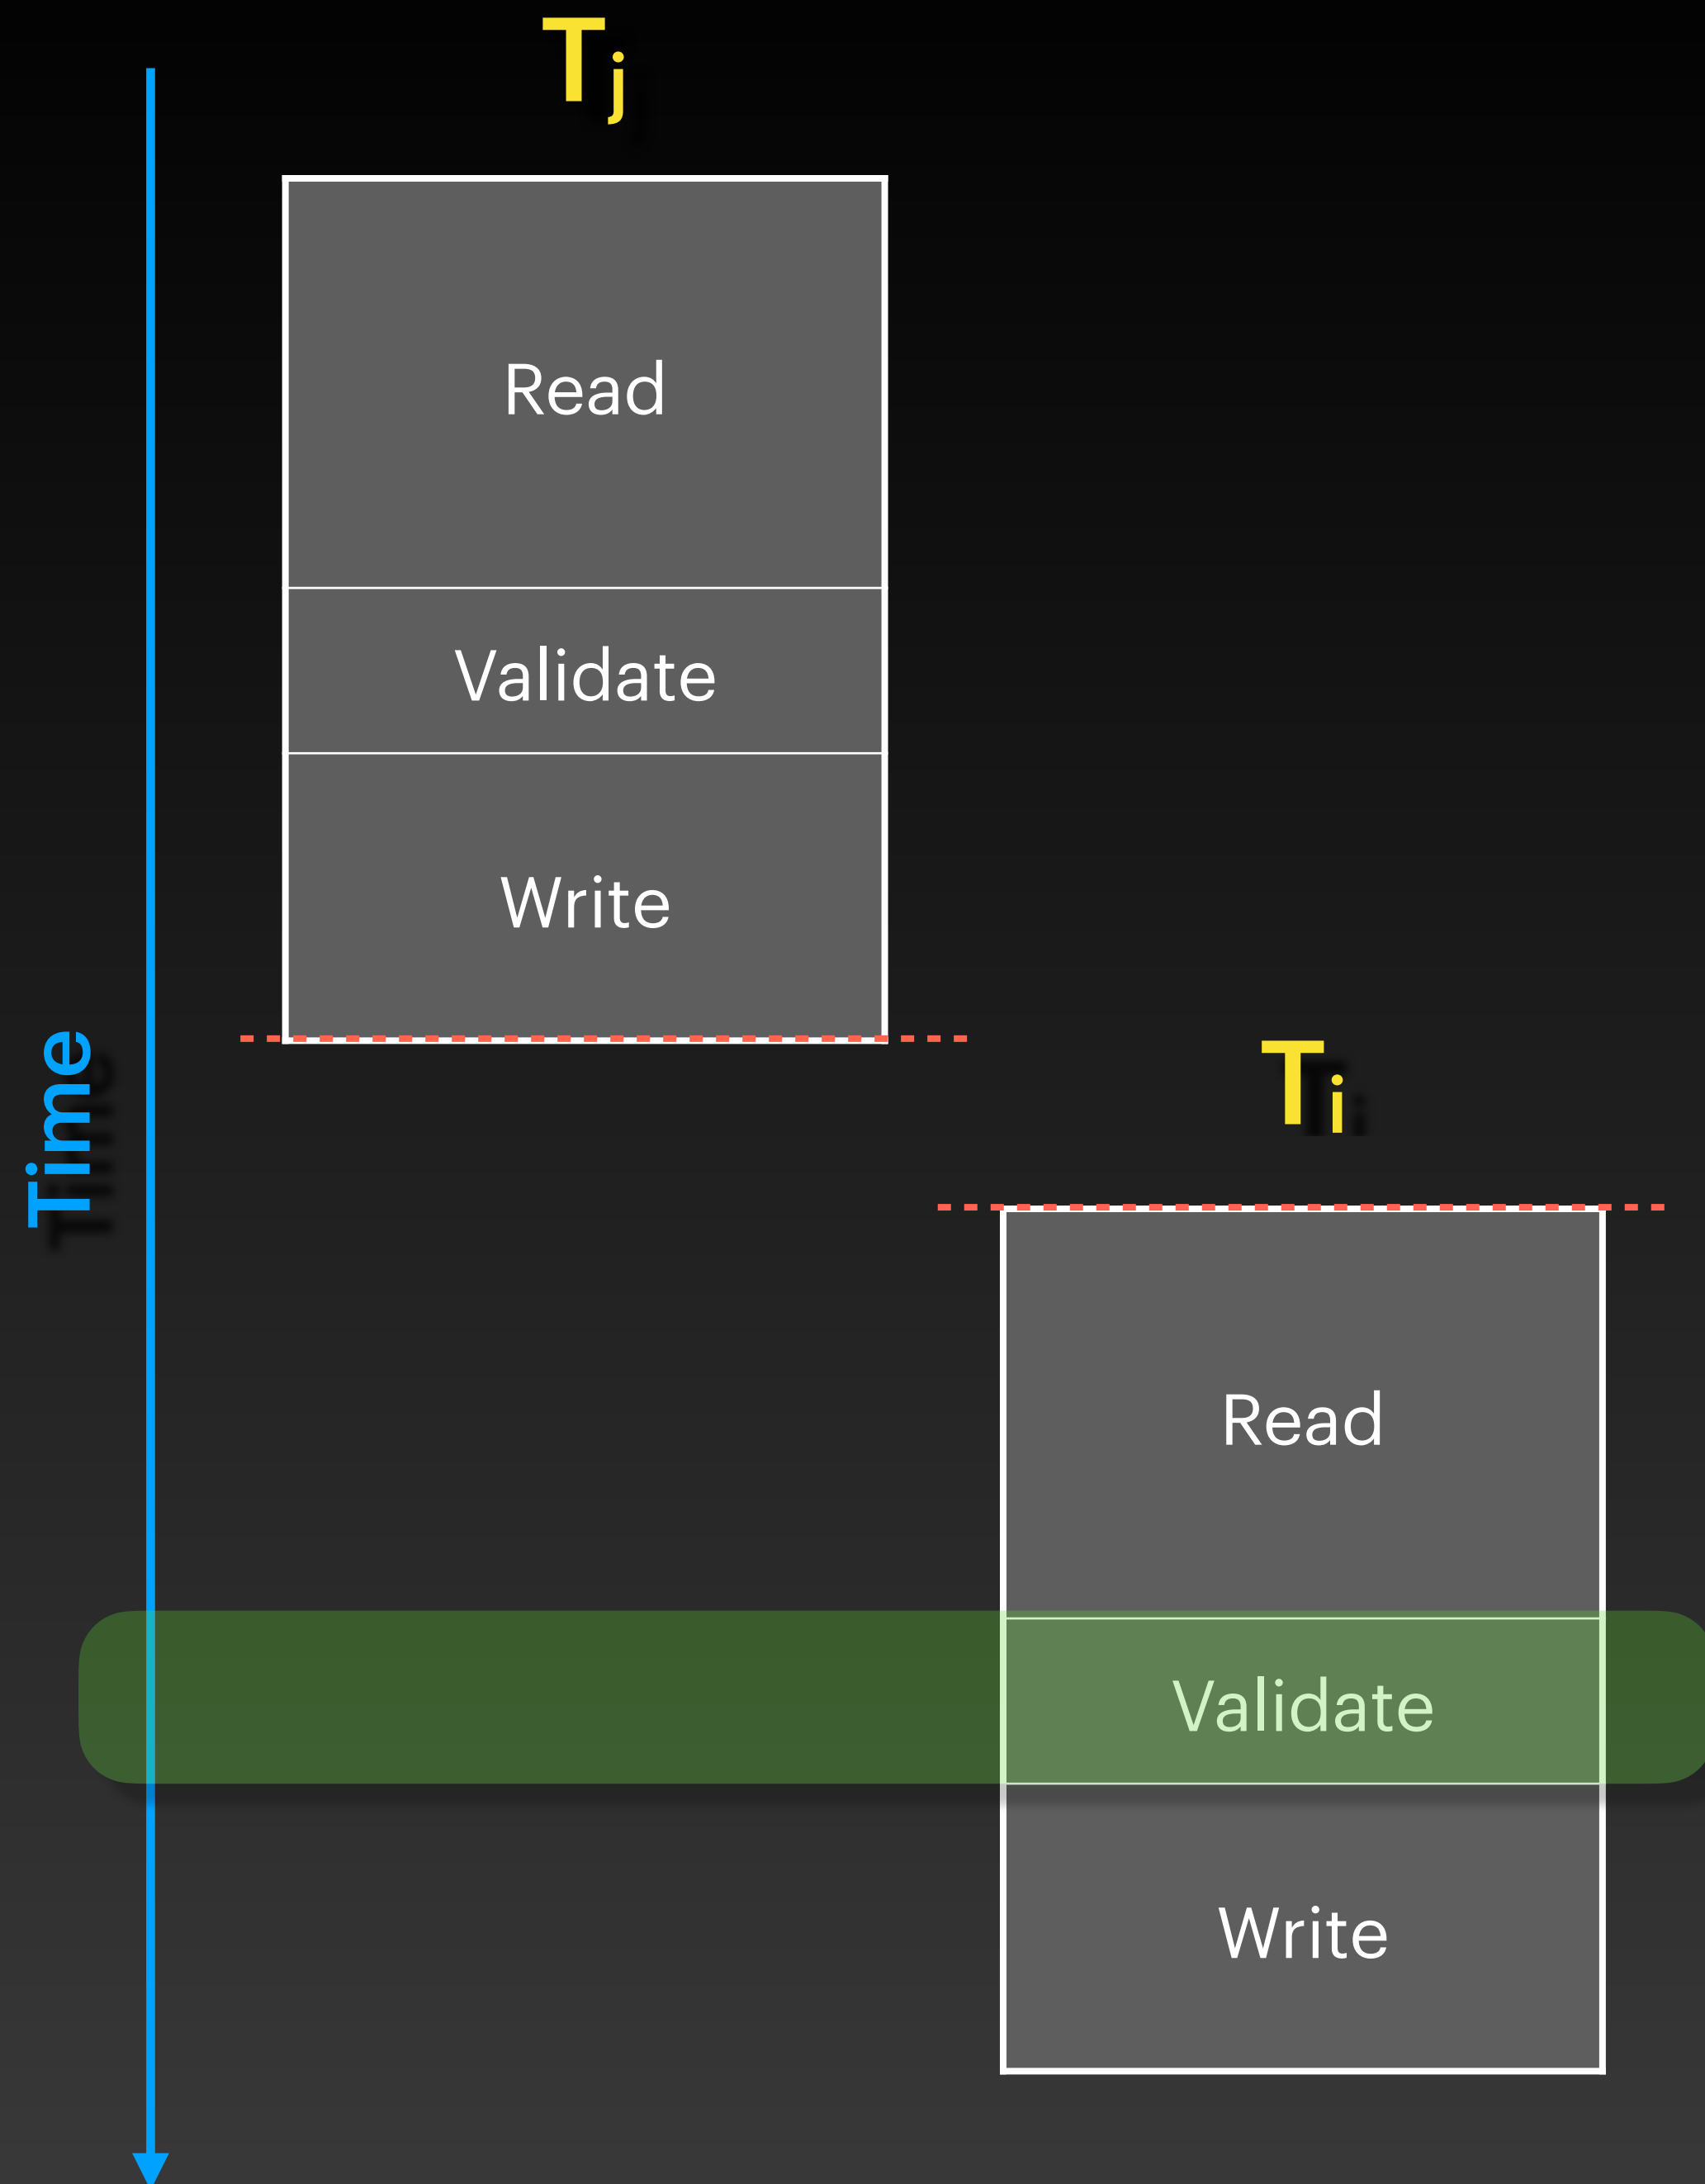 Tj
Read
Validate
Write
Time
Ti
Read
Validate
Write